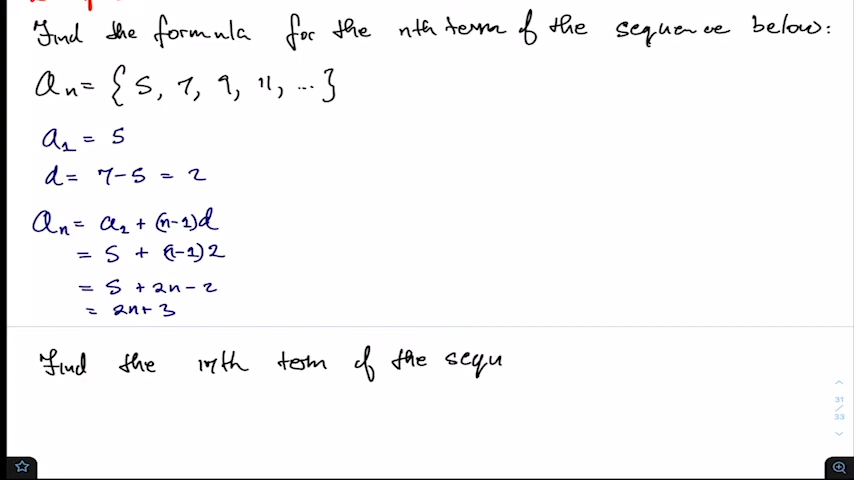 Find the formula for the nth term of the sequence below:
an = { 5, 7, 9, 11, ... }
a1 = 5
d = 7-5 = 2
an = a1 + (n-1)d
= 5 + (n-1)2
= 5 + 2n - 2
= 2n + 3
Find the 17th term of the sequ
31
/
33